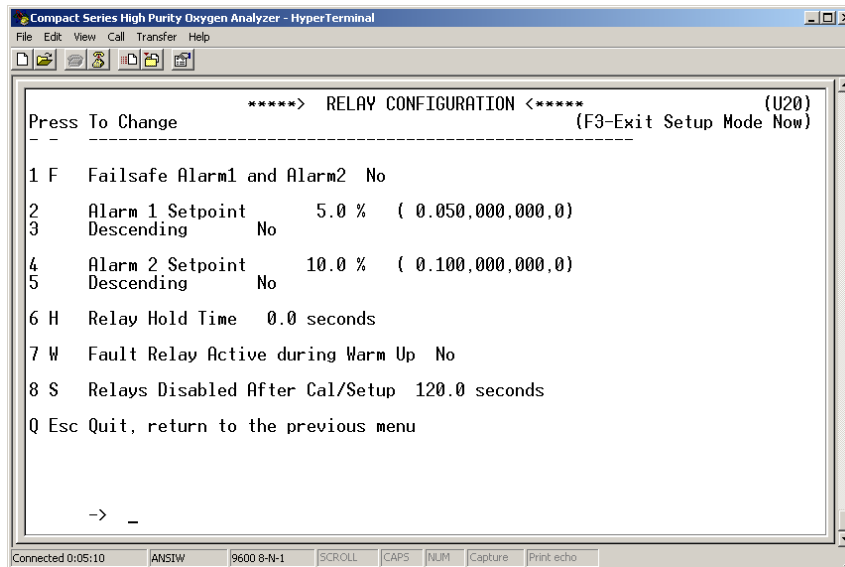 Compact Series High Purity Oxygen Analyzer - HyperTerminal
File Edit View Call Transfer Help
*****> RELAY CONFIGURATION <***** (U20)
Press To Change (F3-Exit Setup Mode Now)
- - -------------------------------------------------------
1 F Failsafe Alarm1 and Alarm2 No
2 Alarm 1 Setpoint 5.0 % ( 0.050,000,000,0)
3 Descending No
4 Alarm 2 Setpoint 10.0 % ( 0.100,000,000,0)
5 Descending No
6 H Relay Hold Time 0.0 seconds
7 W Fault Relay Active during Warm Up No
8 S Relays Disabled After Cal/Setup 120.0 seconds
Q Esc Quit, return to the previous menu
-> _
Connected 0:05:10 ANSIW 9600 8-N-1 SCROLL CAPS NUM Capture Print echo